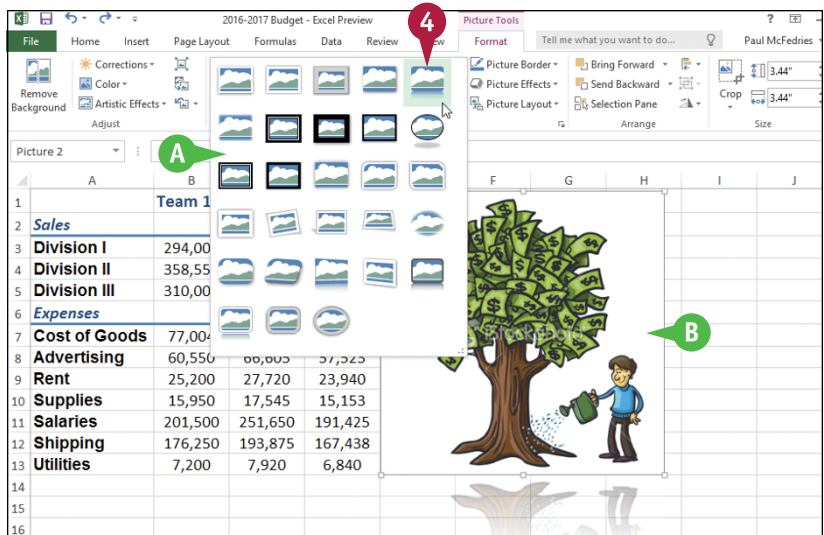 2016-2017 Budget - Excel Preview
Picture Tools
?
File Home Insert Page Layout Formulas Data Review Format Tell me what you want to do... Paul McFedries
4
Remove Background
Corrections
Color
Artistic Effects
Adjust
Picture Border
Picture Effects
Picture Layout
Bring Forward
Send Backward
Selection Pane
Arrange
Crop
3.44"
3.44"
Size
Picture 2
A
A B F G H I J
1 Team 1
2 Sales
3 Division I 294,00
4 Division II 358,55
5 Division III 310,00
6 Expenses
7 Cost of Goods 77,004
8 Advertising 60,550 66,605 57,523
9 Rent 25,200 27,720 23,940
10 Supplies 15,950 17,545 15,153
11 Salaries 201,500 251,650 191,425
12 Shipping 176,250 193,875 167,438
13 Utilities 7,200 7,920 6,840
14
15
16
B